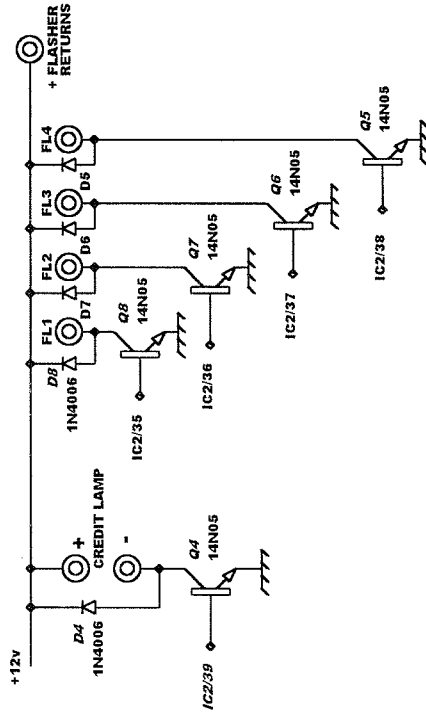 +12v
D4
1N4006
+
CREDIT LAMP
-
Q4
14N05
IC2/39
D8
1N4006
FL1
Q8
14N05
IC2/35
D7
FL2
Q7
14N05
IC2/36
D6
FL3
Q6
14N05
IC2/37
D5
FL4
Q5
14N05
IC2/38
+ FLASHER
RETURNS